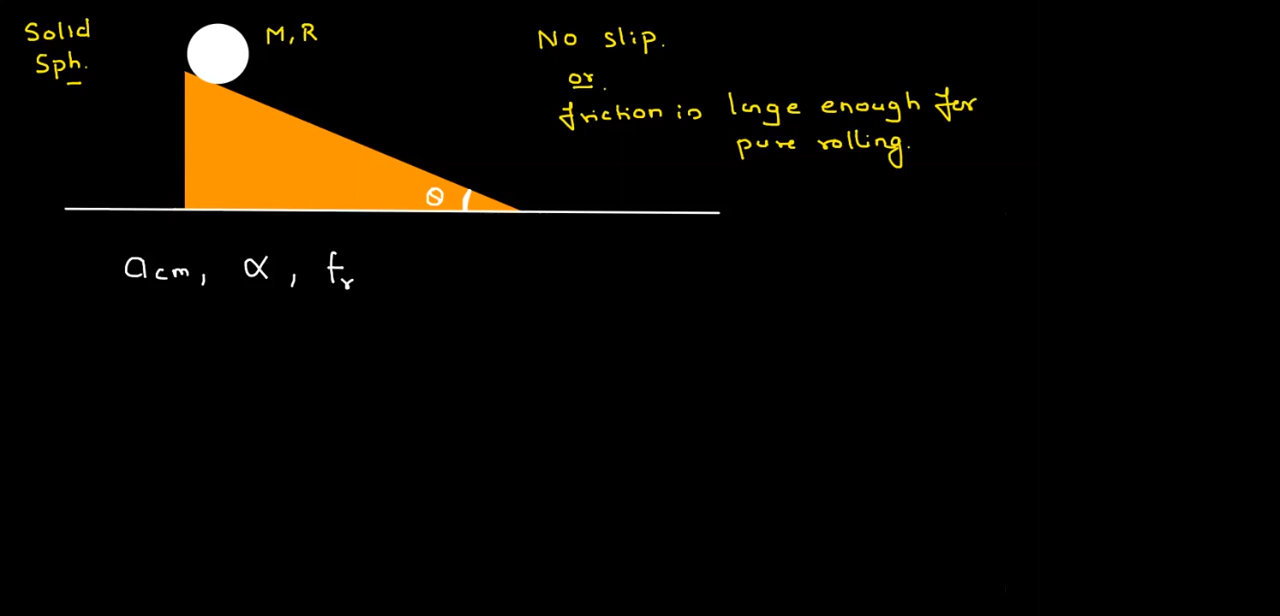 Solid
Sph.
M, R
No slip.
or.
friction is large enough for
pure rolling.
θ
acm, α, fr